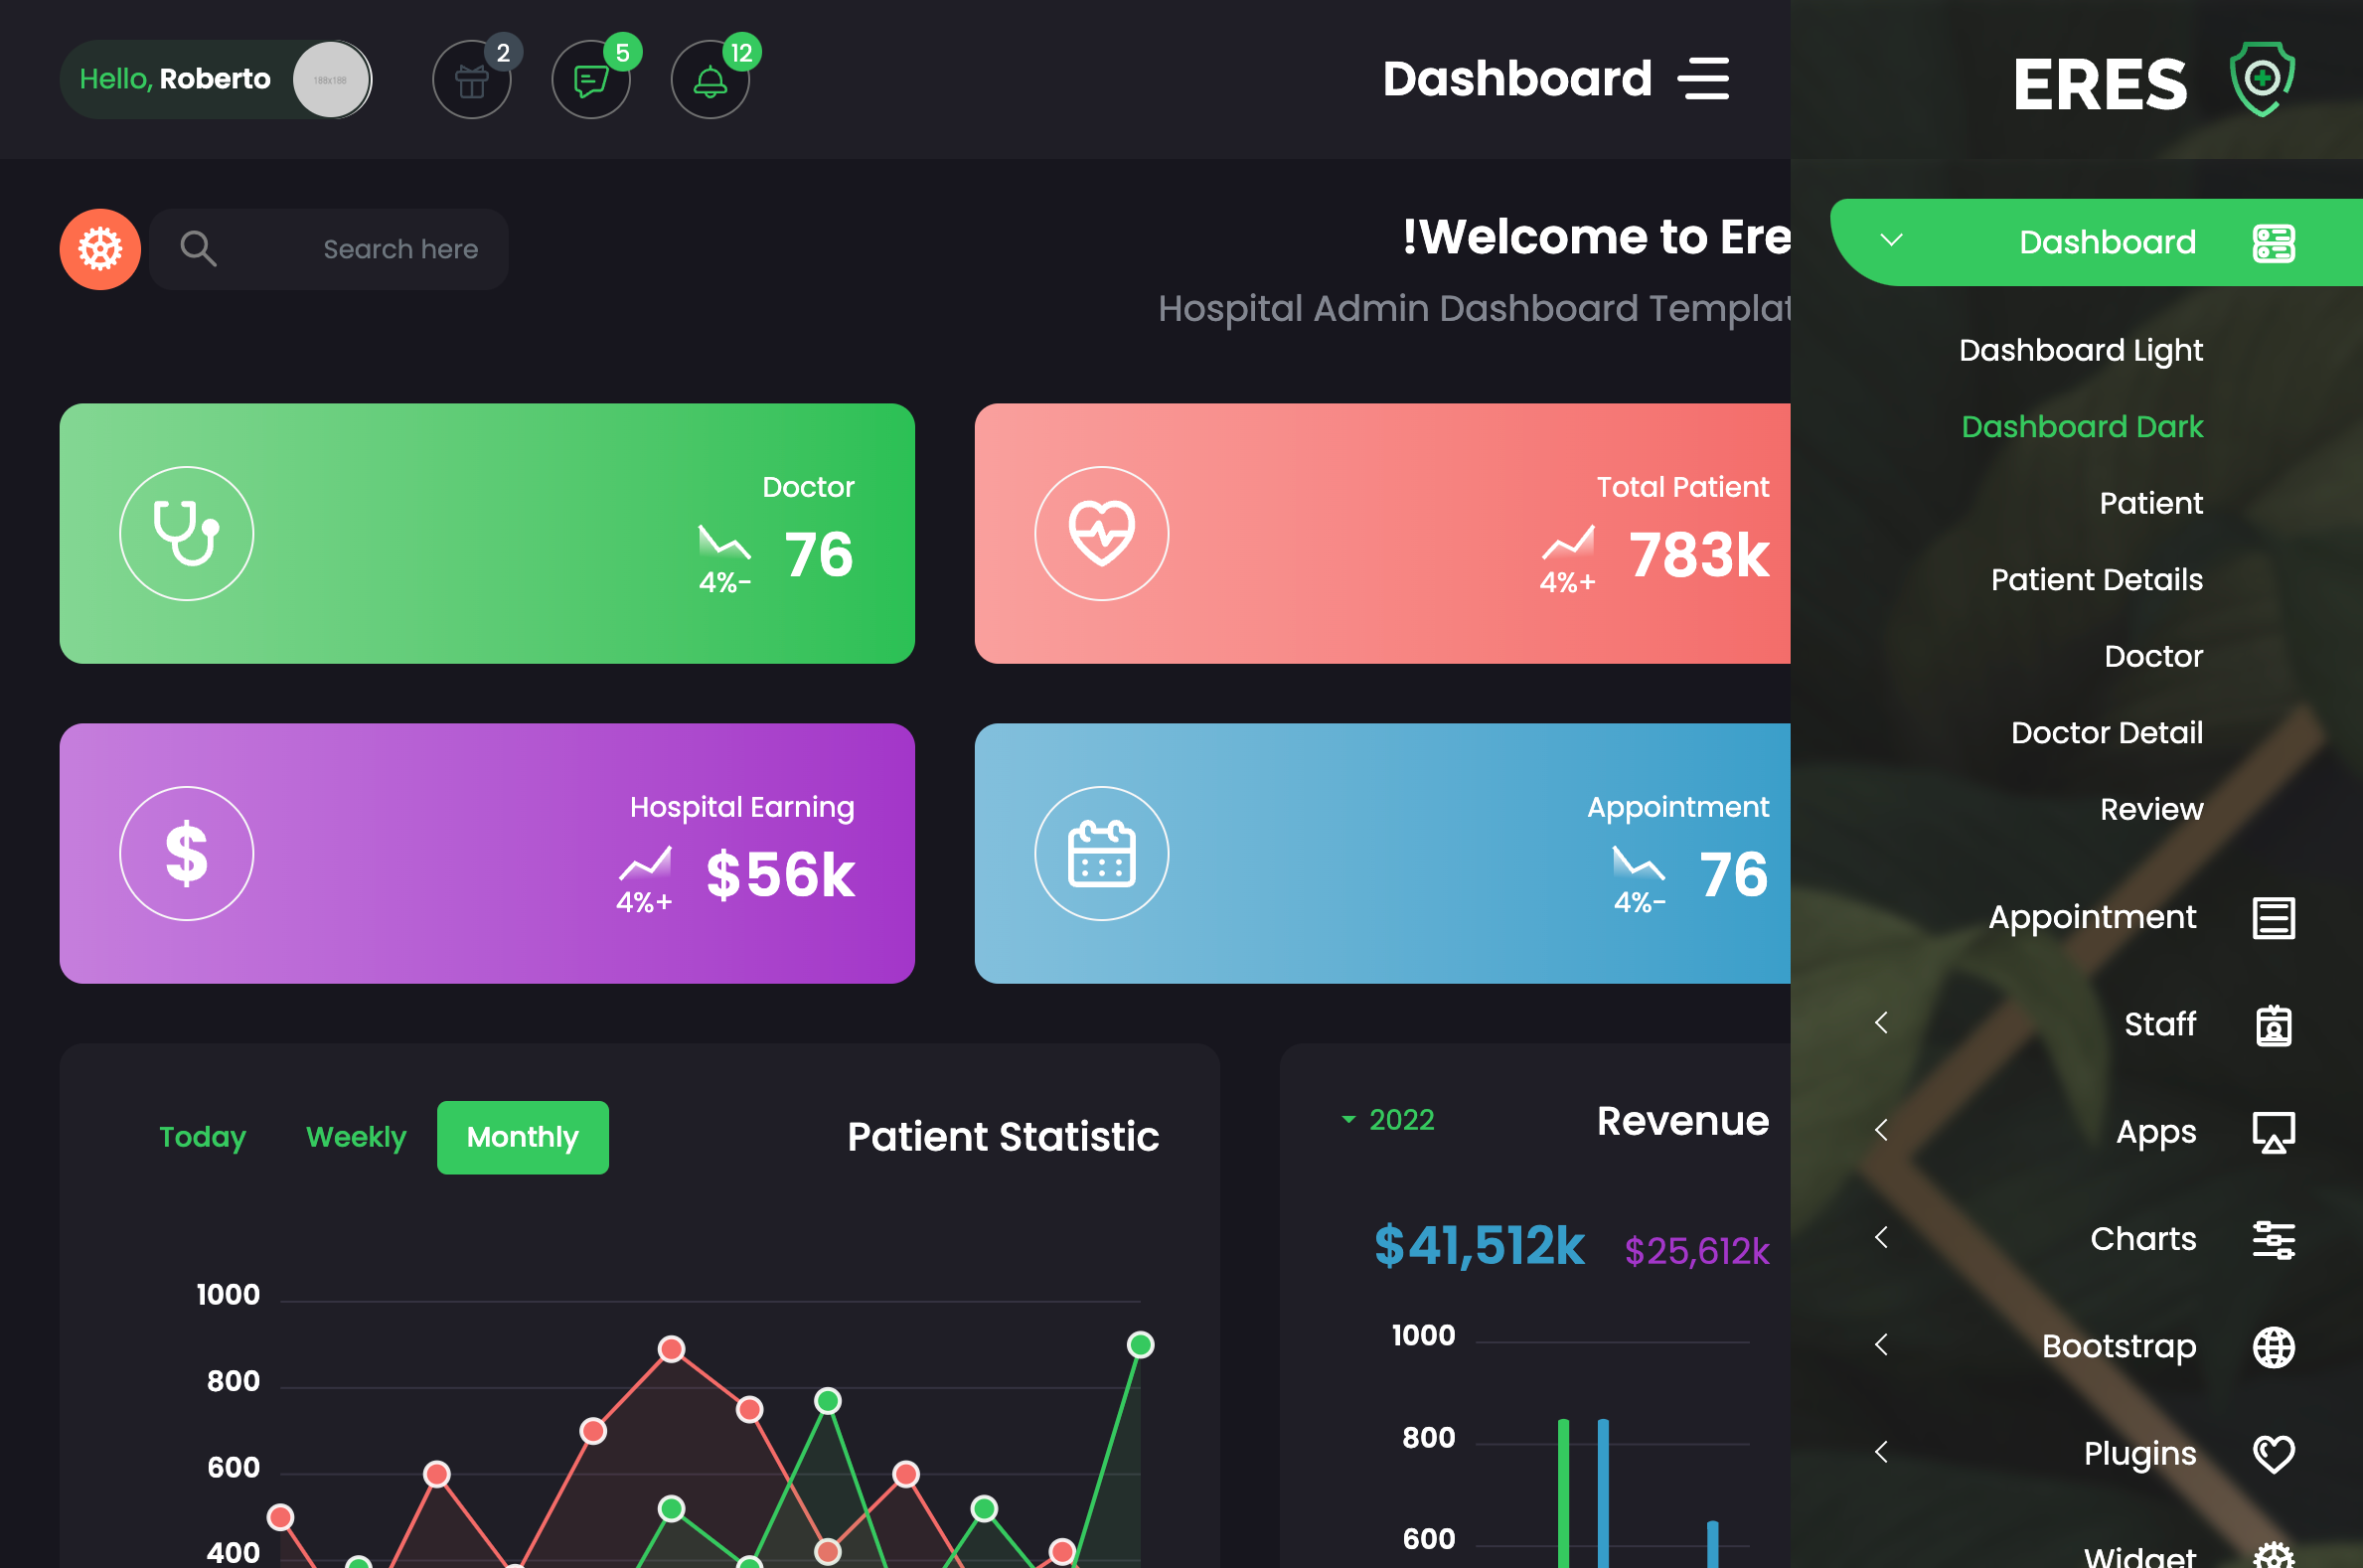 Hello, Roberto
188x188
2
5
12
Dashboard
ERES
Search here
!Welcome to Ere
Hospital Admin Dashboard Templat
Doctor
76
4%-
Total Patient
783k
4%+
Hospital Earning
$56k
4%+
Appointment
76
4%-
Today
Weekly
Monthly
Patient Statistic
1000
800
600
400
2022
Revenue
$41,512k
$25,612k
1000
800
600
Dashboard
Dashboard Light
Dashboard Dark
Patient
Patient Details
Doctor
Doctor Detail
Review
Appointment
Staff
Apps
Charts
Bootstrap
Plugins
Widget